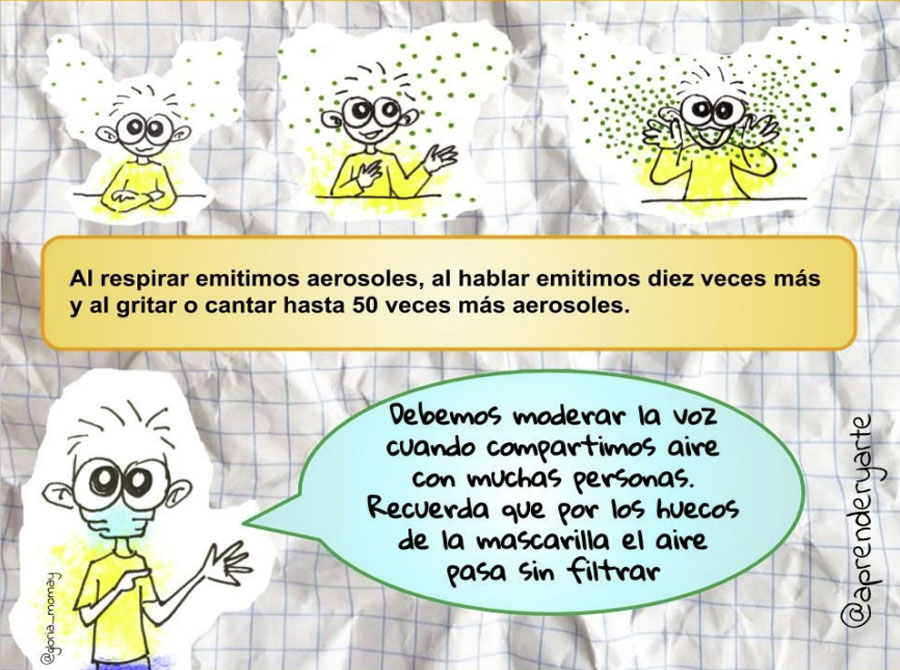 Al respirar emitimos aerosoles, al hablar emitimos diez veces más
y al gritar o cantar hasta 50 veces más aerosoles.
Debemos moderar la voz
cuando compartimos aire
con muchas personas.
Recuerda que por los huecos
de la mascarilla el aire
pasa sin filtrar
@gloria_momay
@aprenderyarte